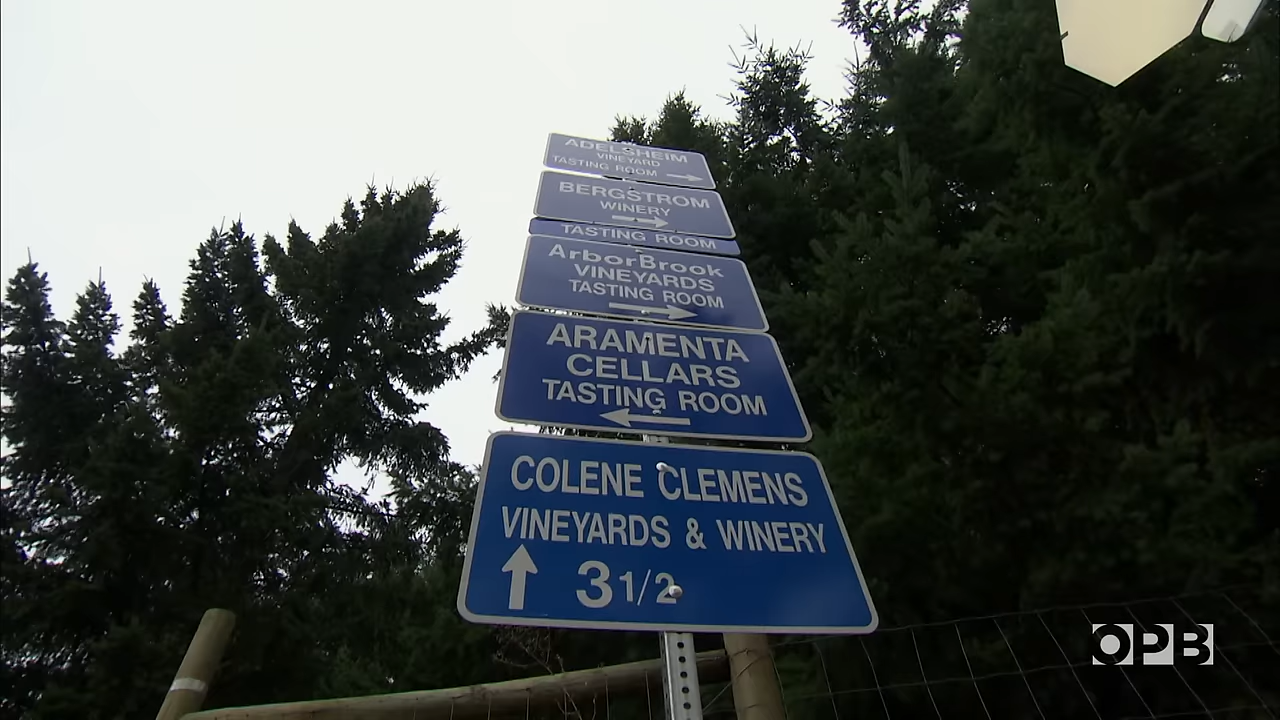 ADELSHEIM
VINEYARD
TASTING ROOM
BERGSTROM
WINERY
TASTING ROOM
ArborBrook
VINEYARDS
TASTING ROOM
ARAMENTA
CELLARS
TASTING ROOM
COLENE CLEMENS
VINEYARDS & WINERY
3 1/2
OPB